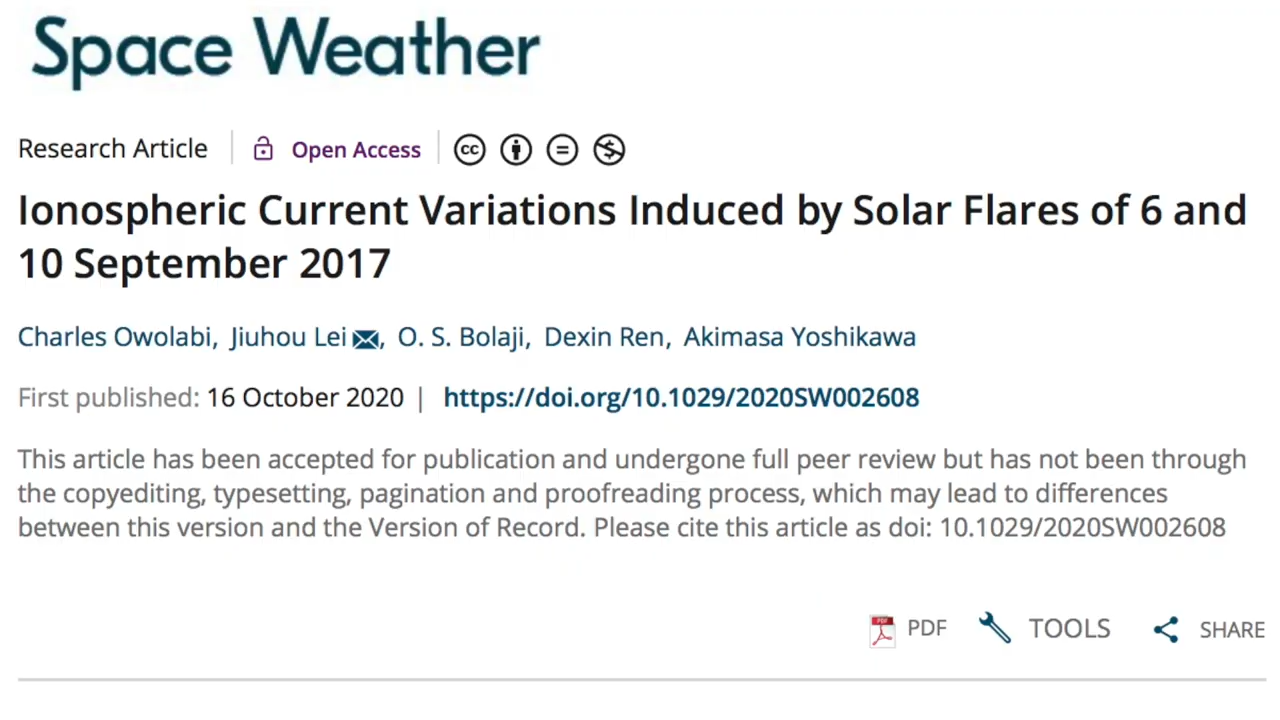 Space Weather
Research Article | Open Access
Ionospheric Current Variations Induced by Solar Flares of 6 and
10 September 2017
Charles Owolabi, Jiuhou Lei, O. S. Bolaji, Dexin Ren, Akimasa Yoshikawa
First published: 16 October 2020 | https://doi.org/10.1029/2020SW002608
This article has been accepted for publication and undergone full peer review but has not been through
the copyediting, typesetting, pagination and proofreading process, which may lead to differences
between this version and the Version of Record. Please cite this article as doi: 10.1029/2020SW002608
PDF TOOLS SHARE